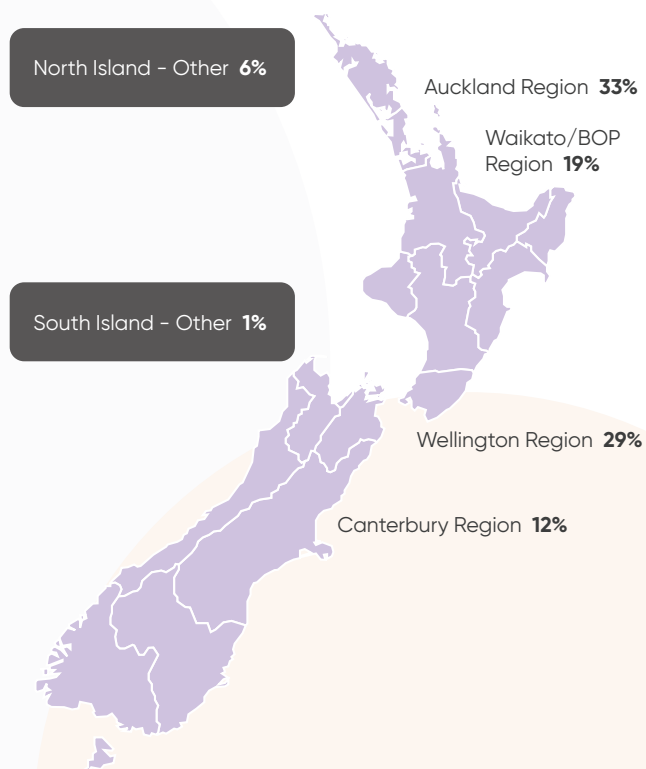 North Island - Other 6%
Auckland Region 33%
Waikato/BOP
Region 19%
South Island - Other 1%
Wellington Region 29%
Canterbury Region 12%